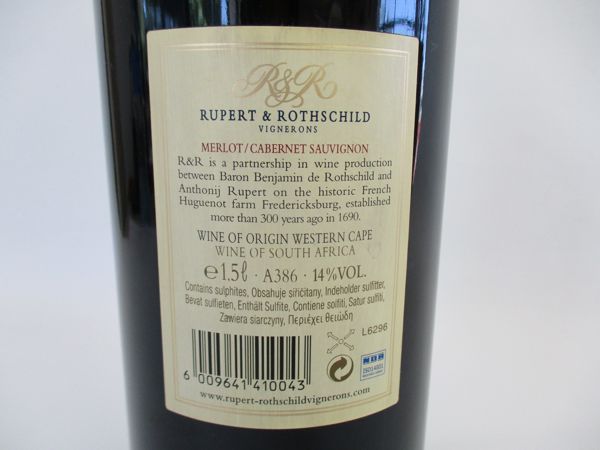 R&R
RUPERT & ROTHSCHILD
VIGNERONS
MERLOT/CABERNET SAUVIGNON
R&R is a partnership in wine production
between Baron Benjamin de Rothschild and
Anthonij Rupert on the historic French
Huguenot farm Fredericksburg, established
more than 300 years ago in 1690.
WINE OF ORIGIN WESTERN CAPE
WINE OF SOUTH AFRICA
℮1.5ℓ · A386 · 14%VOL.
Contains sulphites, Obsahuje siřičitany, Indeholder sulfitter,
Bevat sulfieten, Enthält Sulfite, Contiene solfiti, Satur sulfīti,
Zawiera siarczyny, Περιέχει θειώδη
L6296
6 009641 410043
ISO14001
www.rupert-rothschildvignerons.com